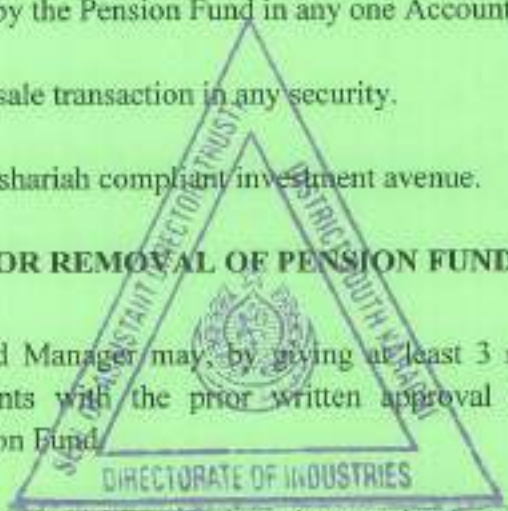 by the Pension Fund in any one Account
sale transaction in any security.
shariah compliant investment avenue.
OR REMOVAL OF PENSION FUND
d Manager may, by giving at least 3
nts with the prior written approval
on Fund.
ASSISTANT DIRECTOR TRUST
DISTRICT SOUTH KARACHI
DIRECTORATE OF INDUSTRIES